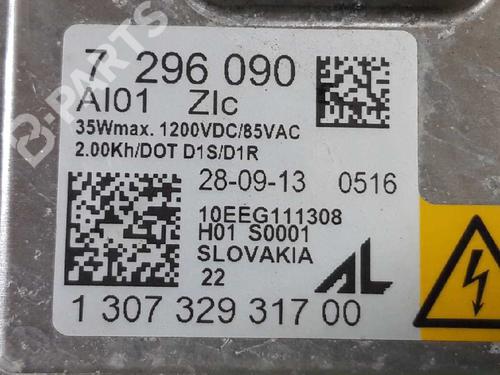 B-PARTS
7 296 090
AI01 ZIc
35Wmax. 1200VDC/85VAC
2.00Kh/DOT D1S/D1R
28-09-13 0516
10EEG111308
H01 S0001
SLOVAKIA
22
AL
1 307 329 317 00